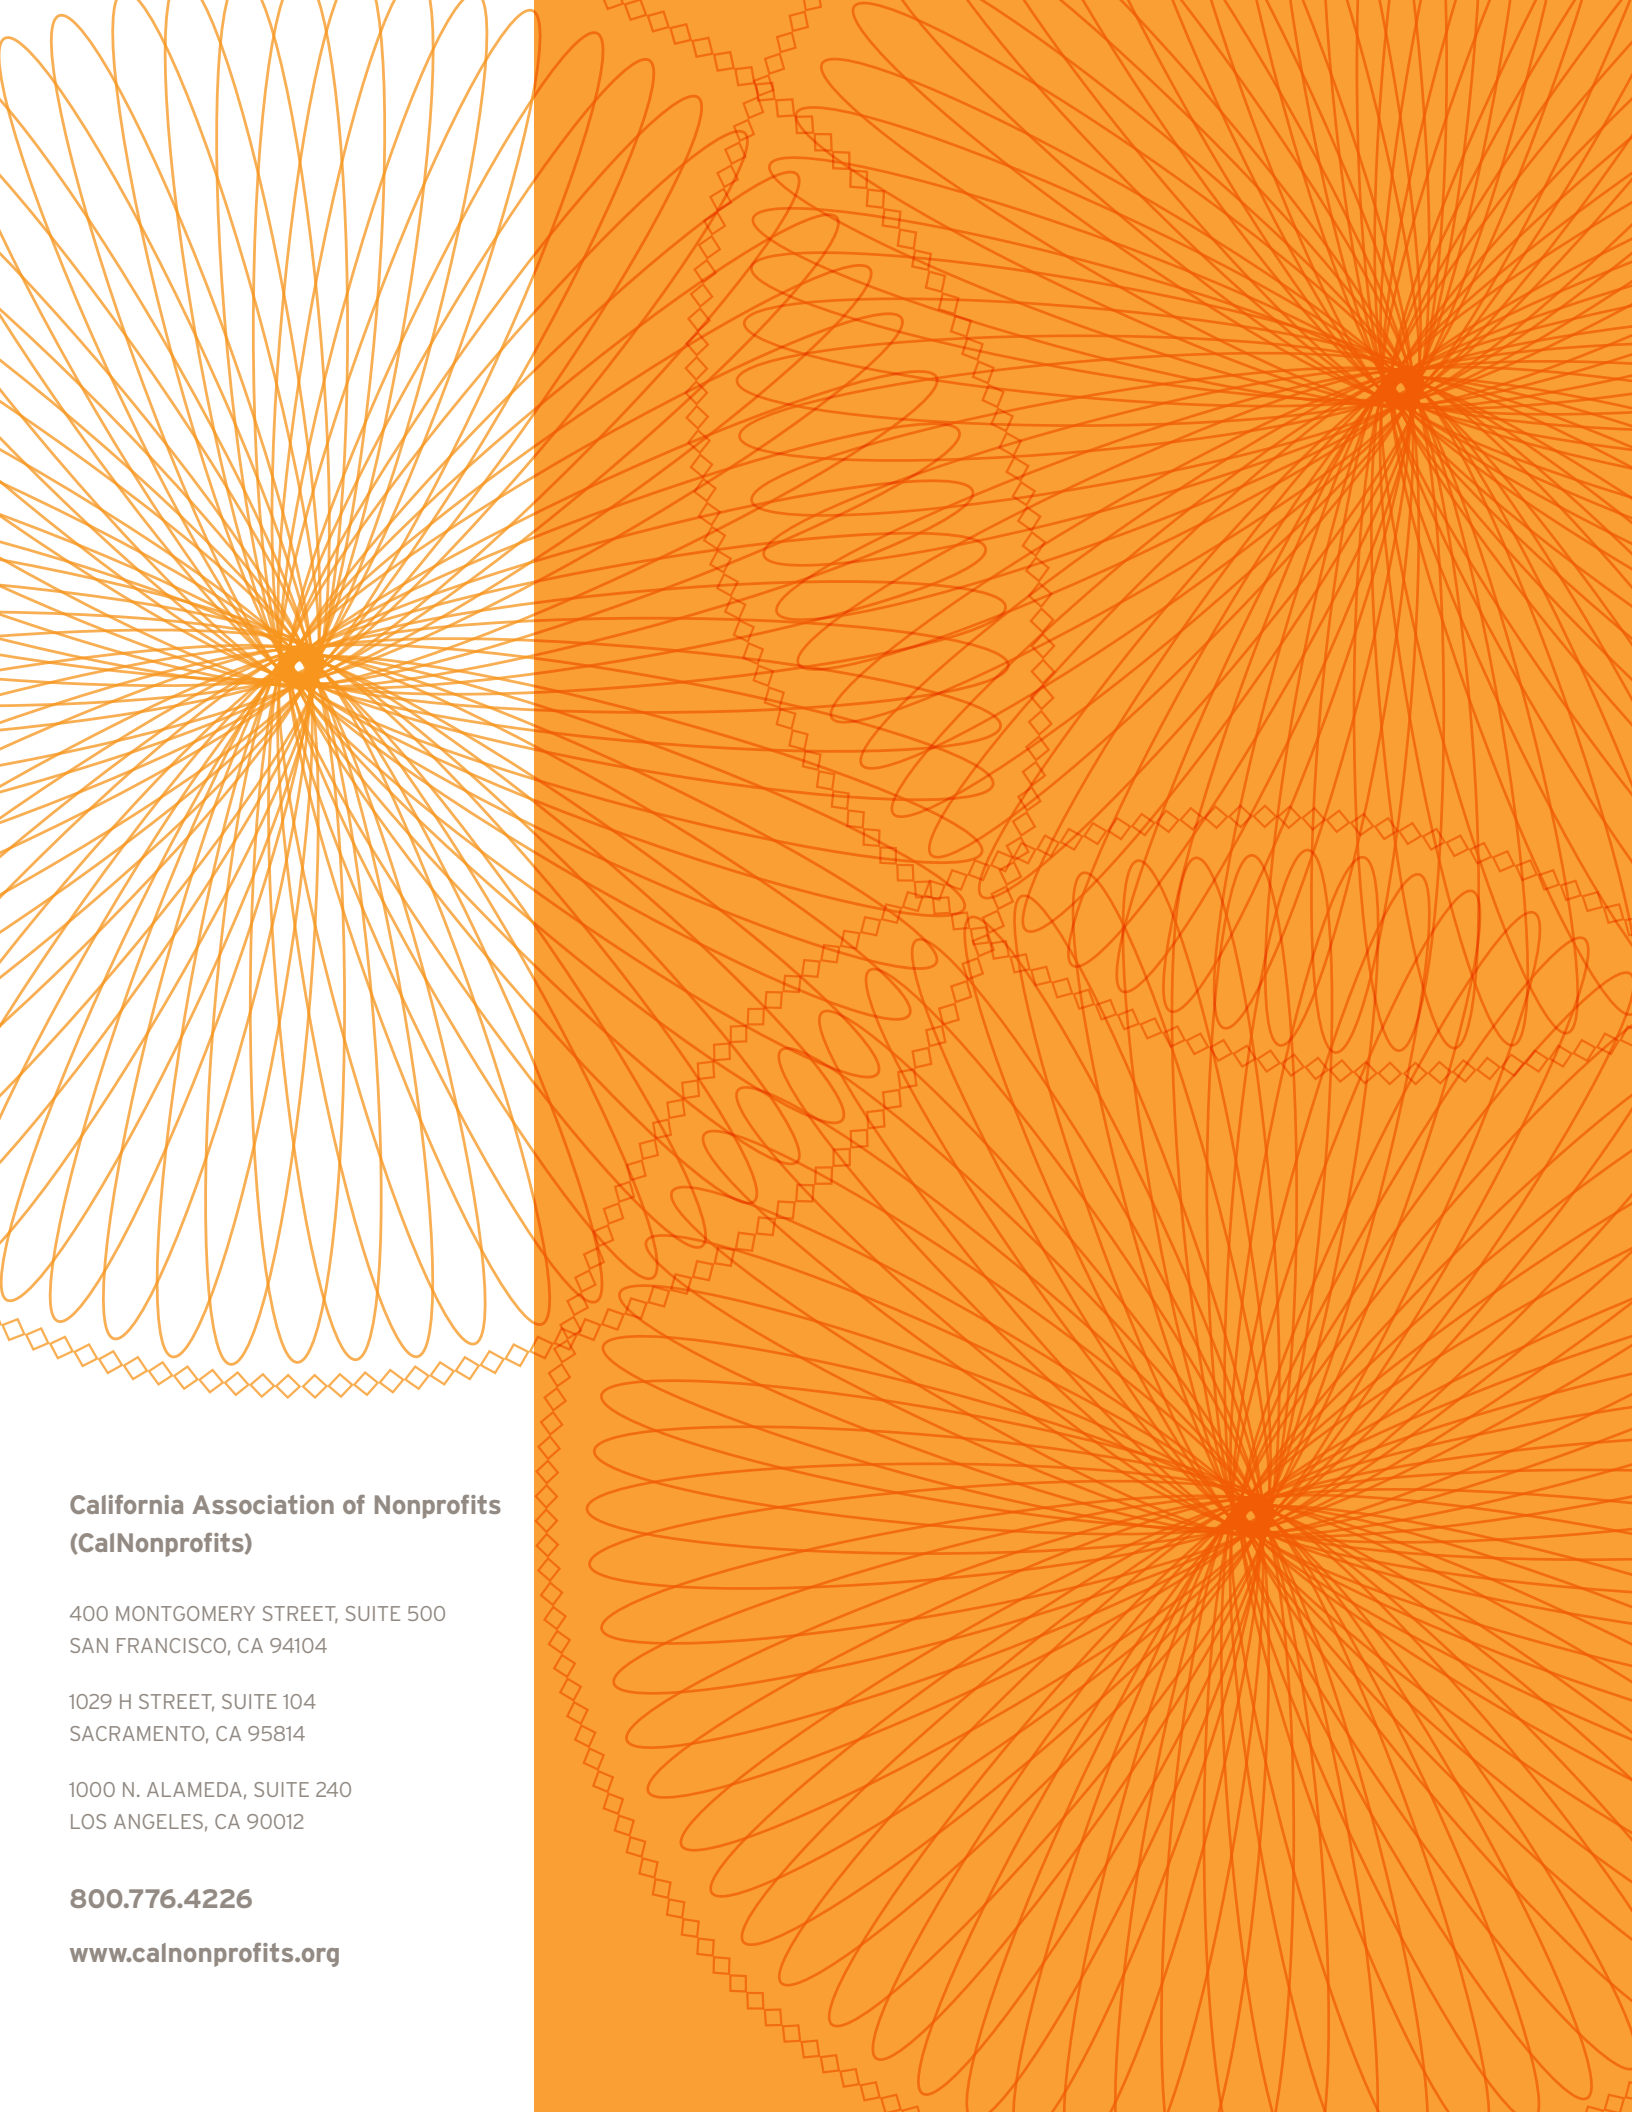 California Association of Nonprofits
(CalNonprofits)
400 MONTGOMERY STREET, SUITE 500
SAN FRANCISCO, CA 94104
1029 H STREET, SUITE 104
SACRAMENTO, CA 95814
1000 N. ALAMEDA, SUITE 240
LOS ANGELES, CA 90012
800.776.4226
www.calnonprofits.org